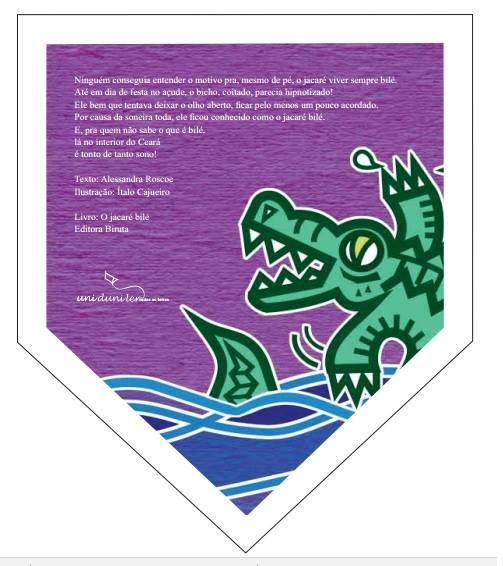 Ninguém conseguia entender o motivo pra, mesmo de pé, o jacaré viver sempre bilé.
Até em dia de festa no açude, o bicho, coitado, parecia hipnotizado!
Ele bem que tentava deixar o olho aberto, ficar pelo menos um pouco acordado.
Por causa da soneira toda, ele ficou conhecido como o jacaré bilé.
E, pra quem não sabe o que é bilé.
lá no interior do Ceará
é tonto de tanto sono!
Texto: Alessandra Roscoe
Ilustração: Ítalo Cajueiro
Livro: O jacaré bilé
Editora Biruta
uniduniler